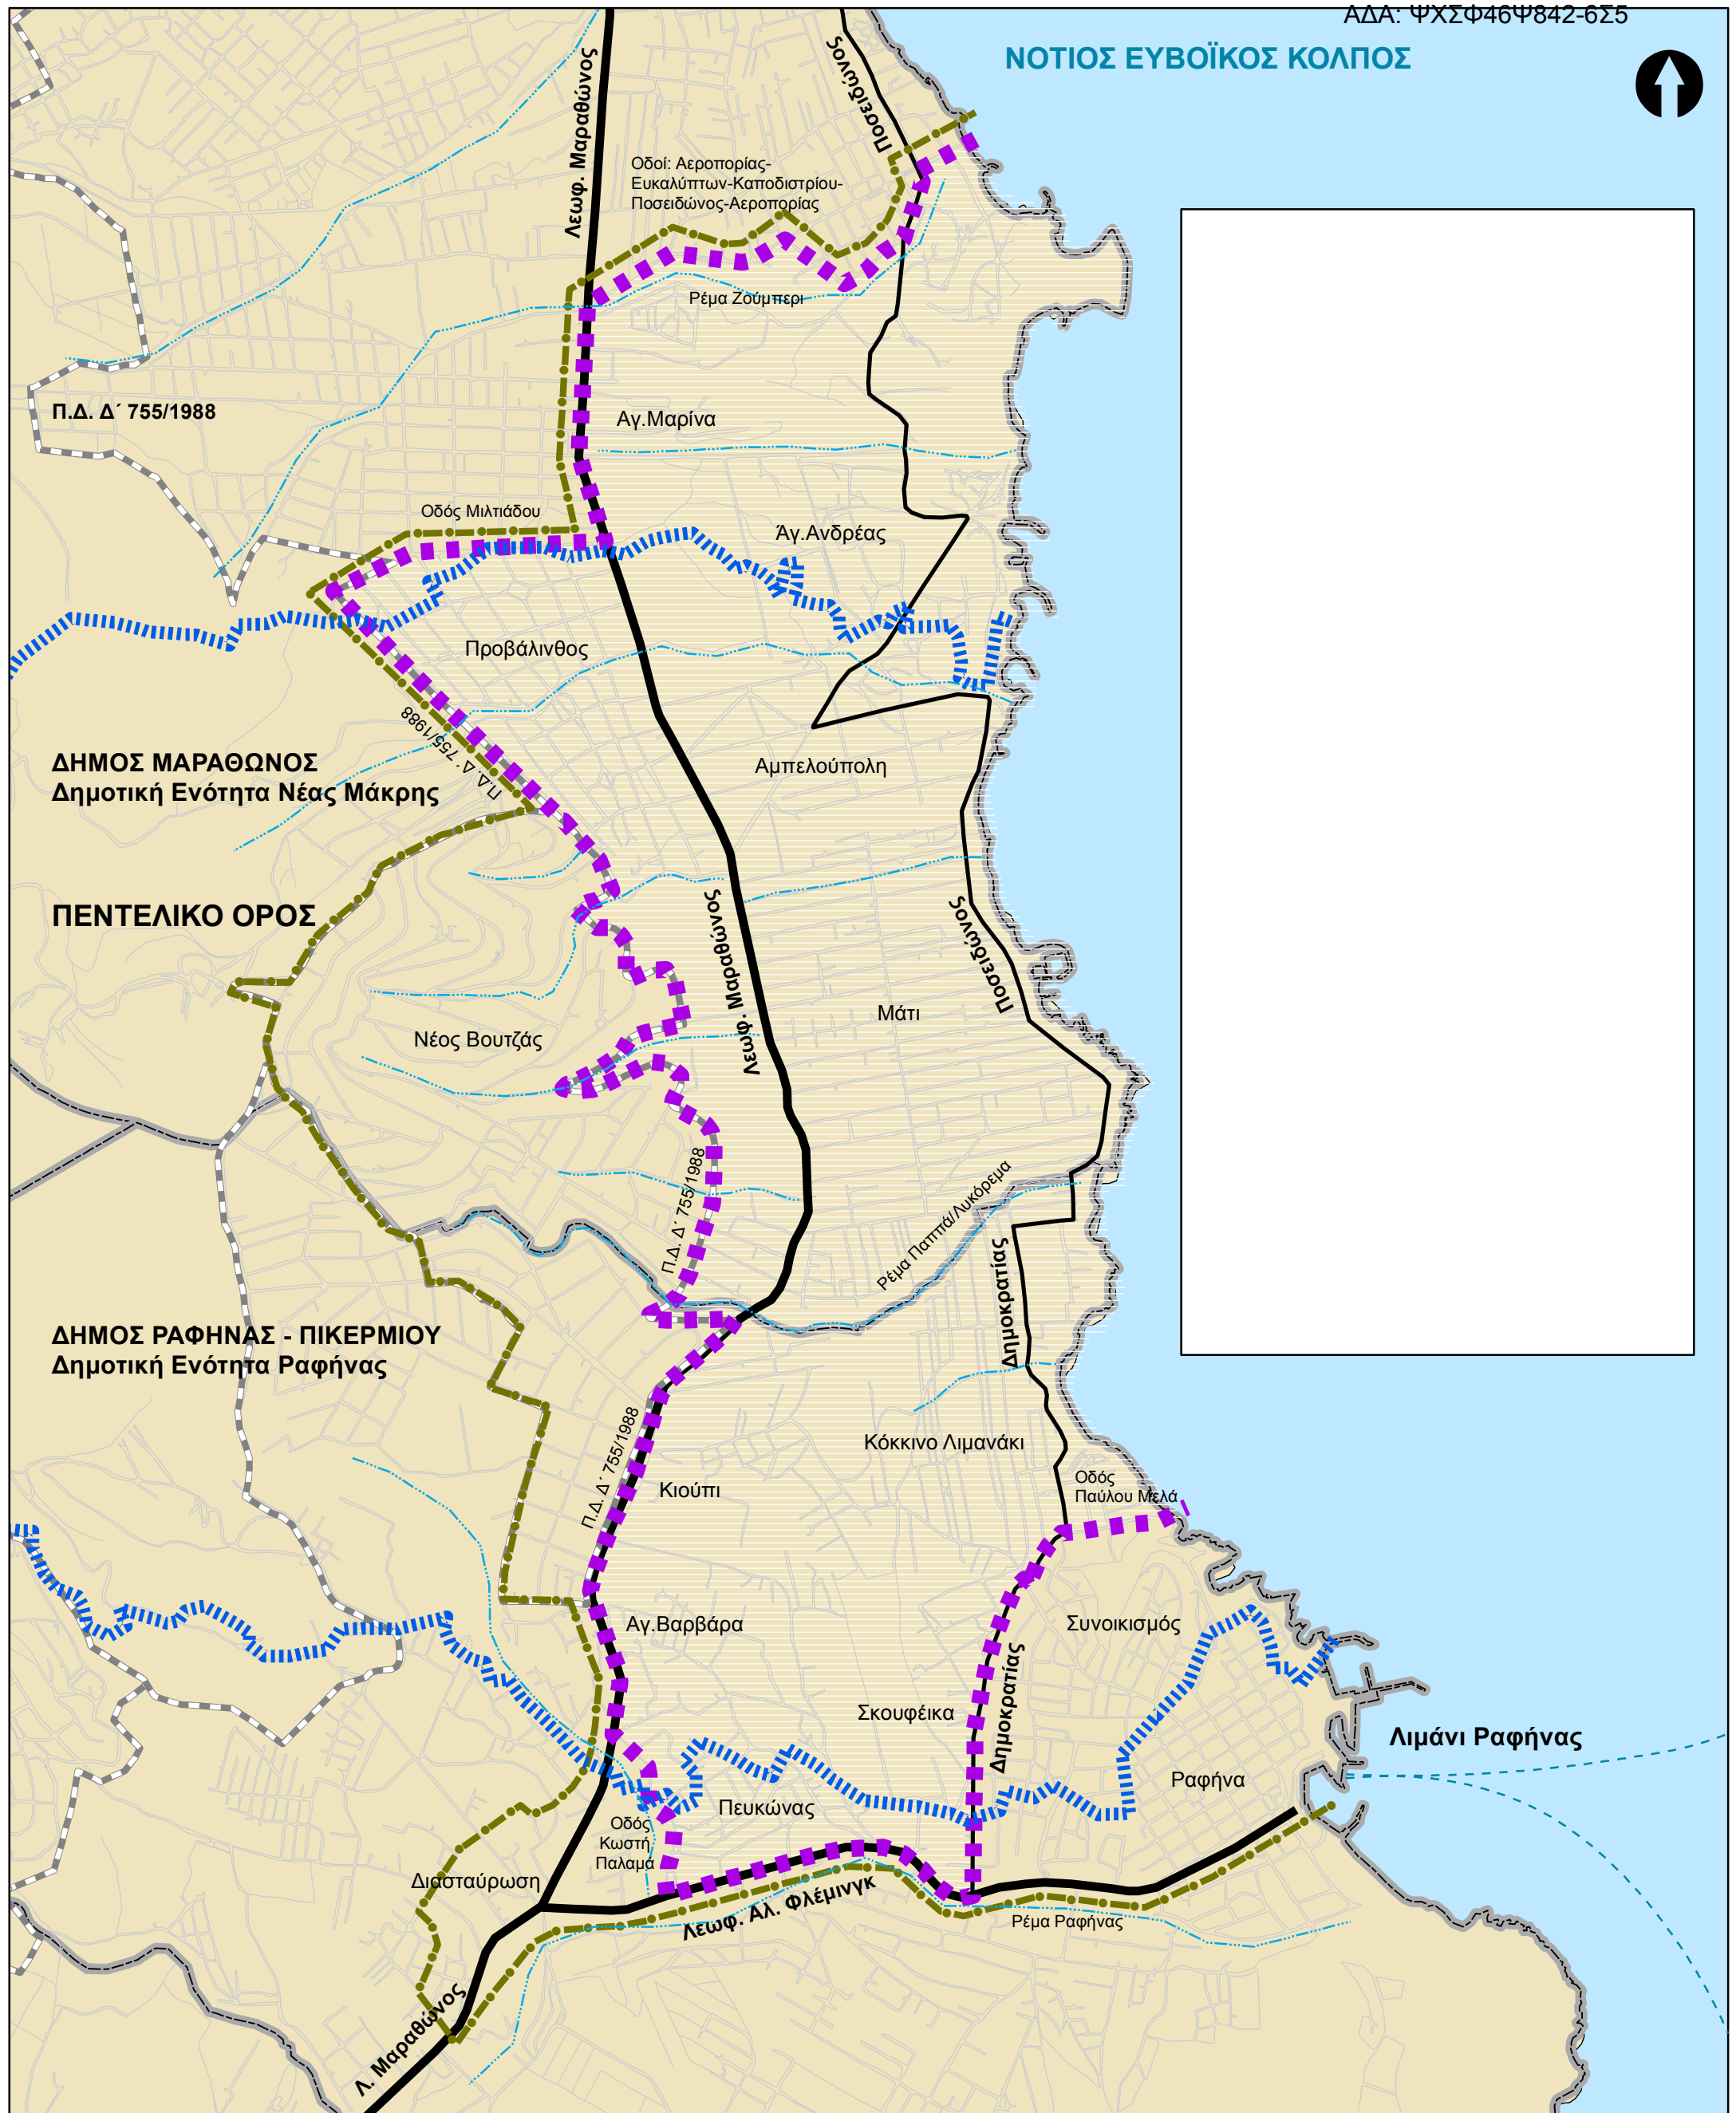 ΑΔΑ: ΨΧΣΦ46Ψ842-6Σ5
ΝΟΤΙΟΣ ΕΥΒΟΪΚΟΣ ΚΟΛΠΟΣ
Λεωφ. Μαραθώνος
Ποσειδώνος
Οδοί: Αεροπορίας-
Ευκαλύπτων-Καποδιστρίου-
Ποσειδώνος-Αεροπορίας
Ρέμα Ζούμπερι
Π.Δ. Δ΄ 755/1988
Αγ.Μαρίνα
Οδός Μιλτιάδου
Άγ.Ανδρέας
Προβάλινθος
Π.Δ. Δ΄ 755/1988
ΔΗΜΟΣ ΜΑΡΑΘΩΝΟΣ
Δημοτική Ενότητα Νέας Μάκρης
Αμπελούπολη
ΠΕΝΤΕΛΙΚΟ ΟΡΟΣ
Λεωφ. Μαραθώνος
Ποσειδώνος
Μάτι
Νέος Βουτζάς
Π.Δ. Δ΄ 755/1988
Ρέμα Παππά/Λυκόρεμα
Δημοκρατίας
ΔΗΜΟΣ ΡΑΦΗΝΑΣ - ΠΙΚΕΡΜΙΟΥ
Δημοτική Ενότητα Ραφήνας
Π.Δ. Δ΄ 755/1988
Κόκκινο Λιμανάκι
Κιούπι
Οδός
Παύλου Μελά
Αγ.Βαρβάρα
Συνοικισμός
Δημοκρατίας
Σκουφέικα
Λιμάνι Ραφήνας
Ραφήνα
Πευκώνας
Οδός
Κωστή
Παλαμά
Διασταύρωση
Λεωφ. Αλ. Φλέμινγκ
Ρέμα Ραφήνας
Λ. Μαραθώνος